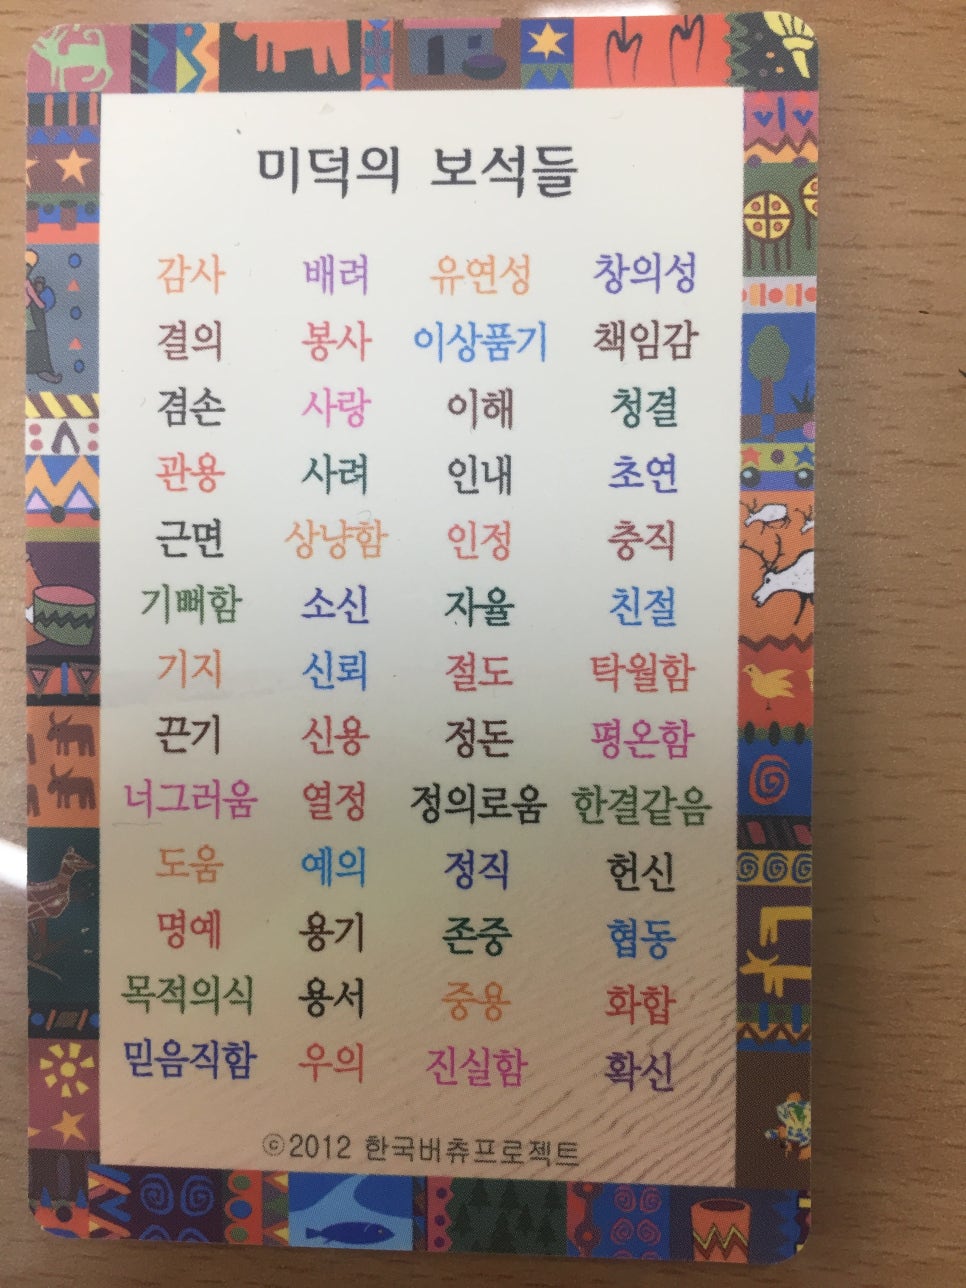 미덕의 보석들
감사 배려 유연성 창의성
결의 봉사 이상품기 책임감
겸손 사랑 이해 청결
관용 사려 인내 초연
근면 상냥함 인정 충직
기뻐함 소신 자율 친절
기지 신뢰 절도 탁월함
끈기 신용 정돈 평온함
너그러움 열정 정의로움 한결같음
도움 예의 정직 헌신
명예 용기 존중 협동
목적의식 용서 중용 화합
믿음직함 우의 진실함 확신
ⓒ2012 한국버츄프로젝트